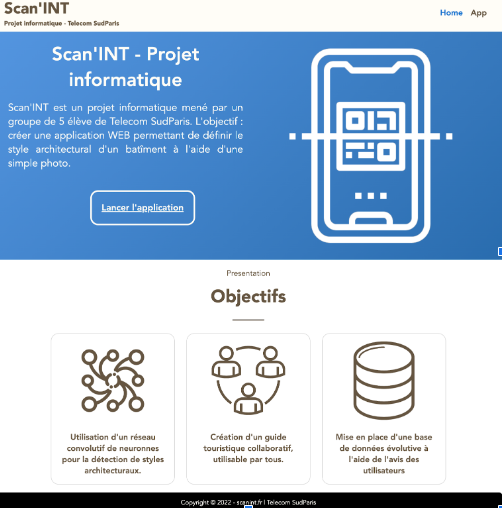 Scan'INT
Projet informatique - Telecom SudParis
Home App
Scan'INT - Projet
informatique
Scan'INT est un projet informatique mené par un
groupe de 5 élève de Telecom SudParis. L'objectif :
créer une application WEB permettant de définir le
style architectural d'un batîment à l'aide d'une
simple photo.
Lancer l'application
Presentation
Objectifs
Utilisation d'un réseau
convolutif de neuronnes
pour la détection de styles
architecturaux.
Création d'un guide
touristique collaboratif,
utilisable par tous.
Mise en place d'une base
de données évolutive à
l'aide de l'avis des
utilisateurs
Copyright © 2022 - scanint.fr | Telecom SudParis